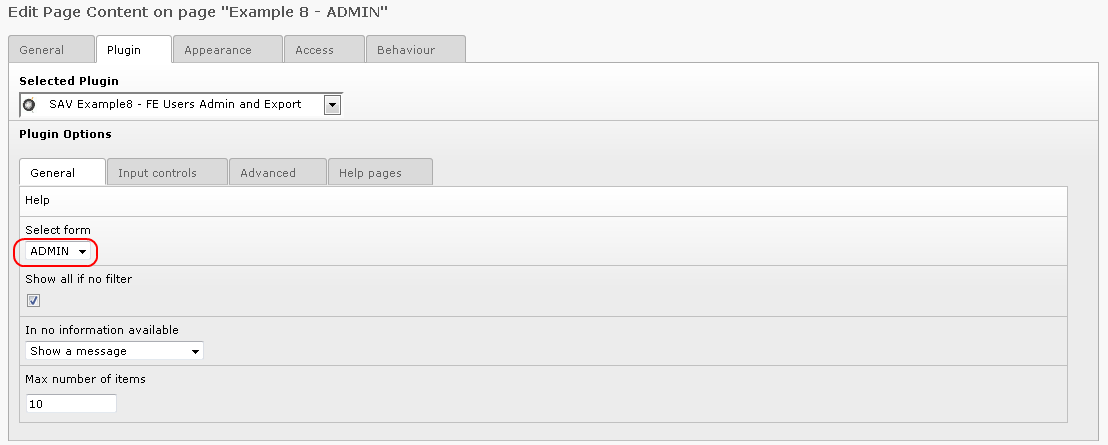 Edit Page Content on page "Example 8 - ADMIN"
General Plugin Appearance Access Behaviour
Selected Plugin
SAV Example8 - FE Users Admin and Export
Plugin Options
General Input controls Advanced Help pages
Help
Select form
ADMIN
Show all if no filter
In no information available
Show a message
Max number of items
10